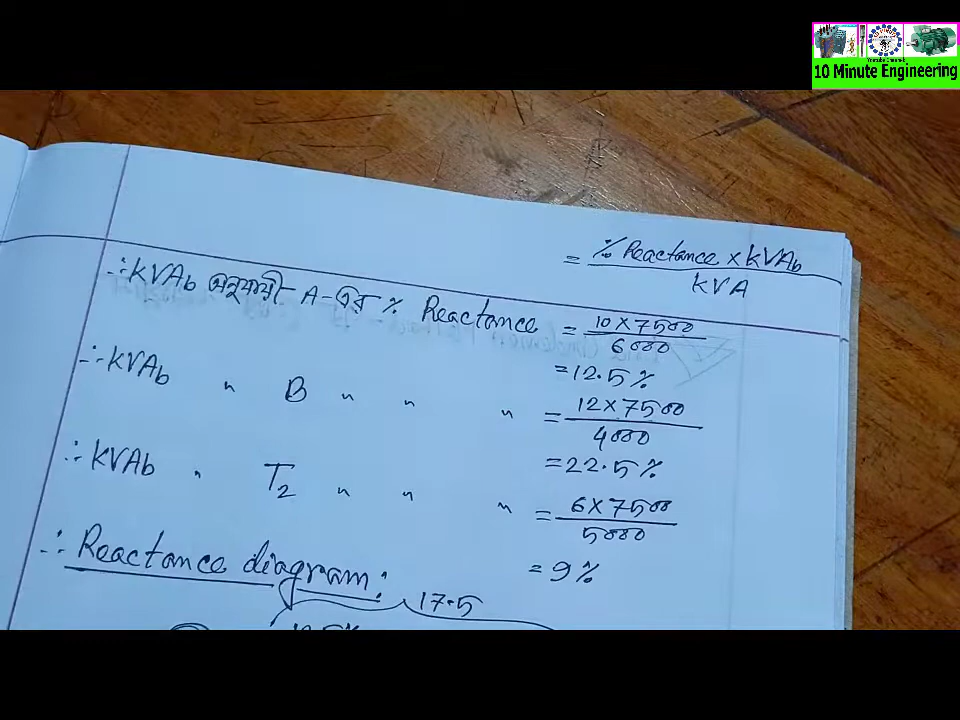 10 Minute Engineering
= % Reactance × KVAb / KVA
∴ KVAb অনুযায়ী A-এর % Reactance = 10×7500 / 6000
= 12.5%
∴ KVAb " B " " " = 12×7500 / 4000
= 22.5%
∴ KVAb " T2 " " " = 6×7500 / 5000
= 9%
∴ Reactance diagram:
17.5